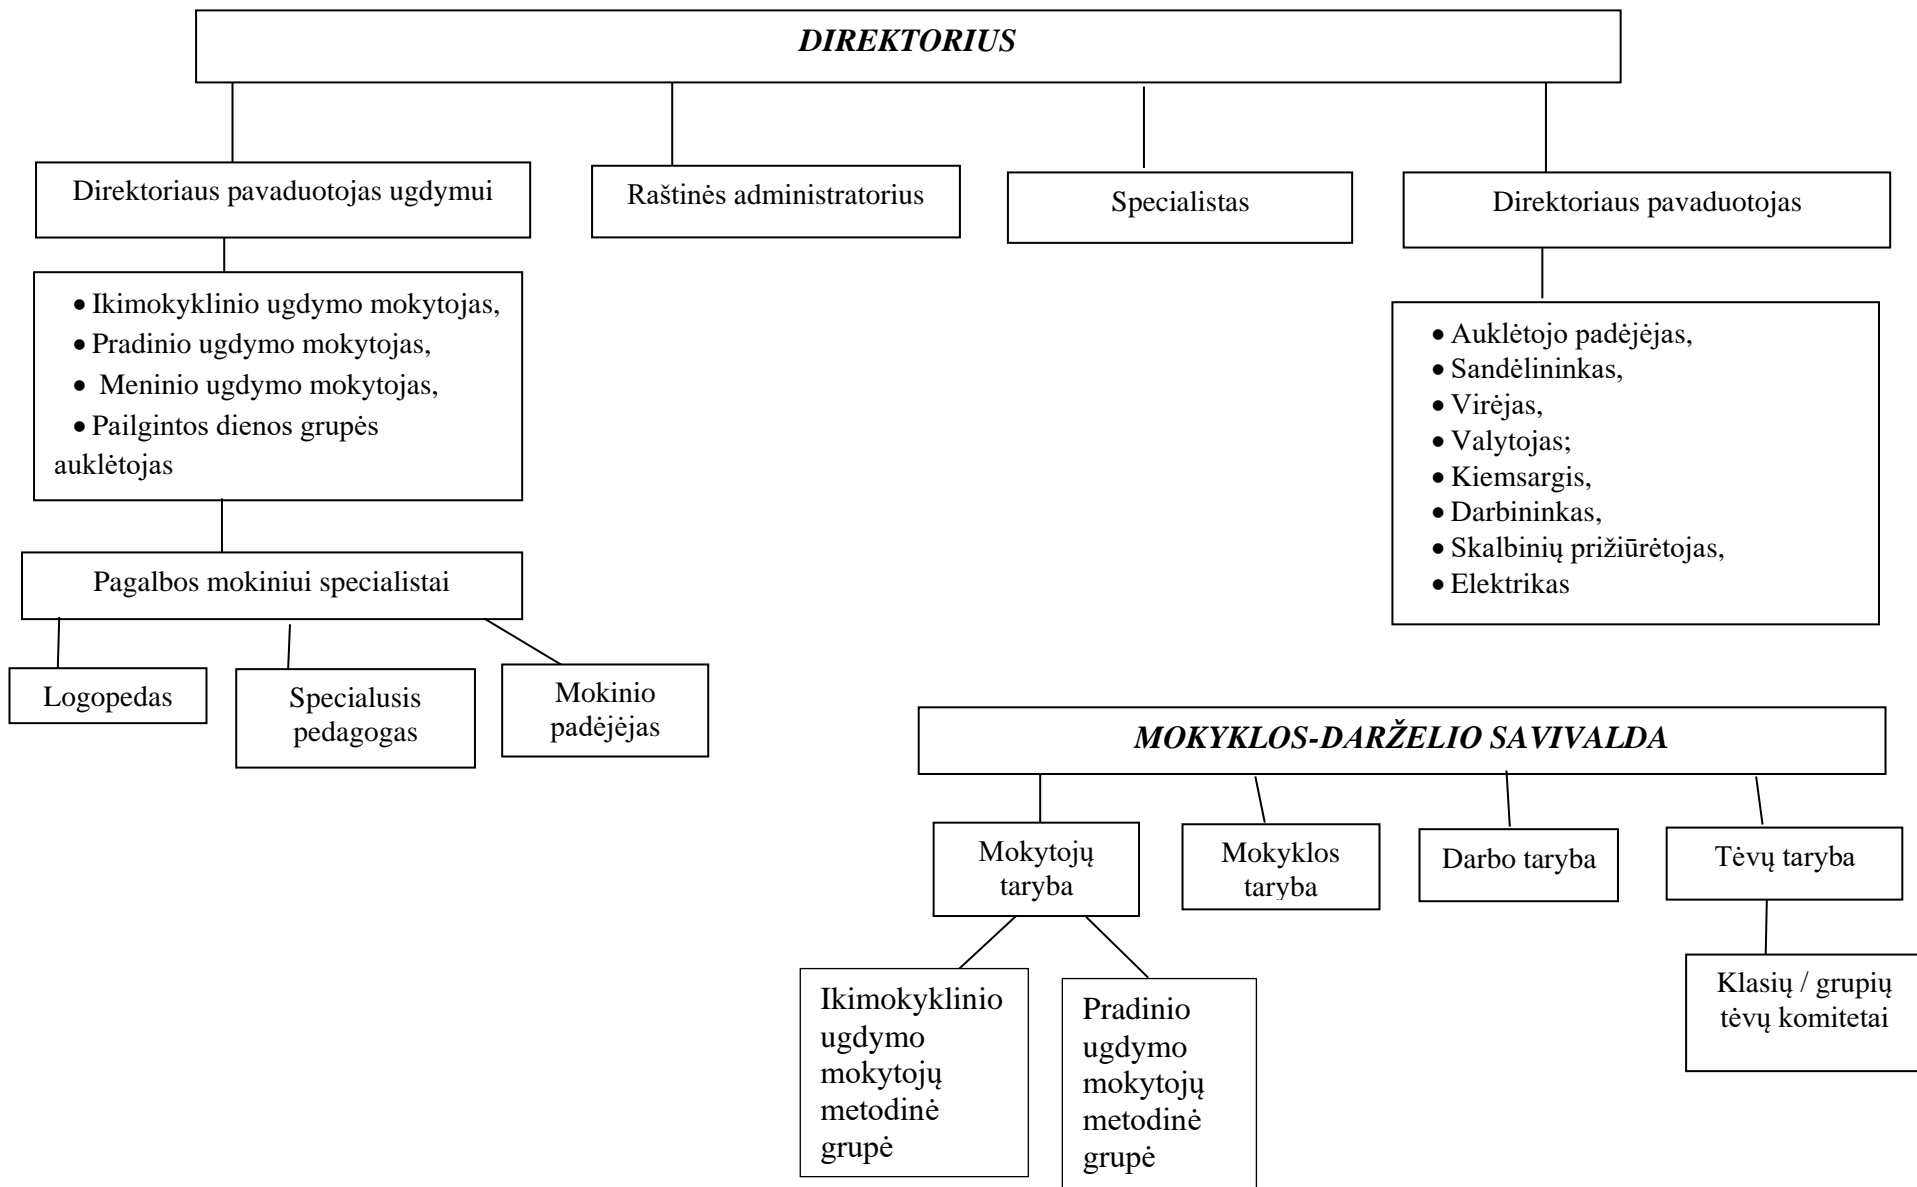 DIREKTORIUS
Direktoriaus pavaduotojas ugdymui
Raštinės administratorius
Specialistas
Direktoriaus pavaduotojas
• Ikimokyklinio ugdymo mokytojas,
• Pradinio ugdymo mokytojas,
• Meninio ugdymo mokytojas,
• Pailgintos dienos grupės
auklėtojas
• Auklėtojo padėjėjas,
• Sandėlininkas,
• Virėjas,
• Valytojas;
• Kiemsargis,
• Darbininkas,
• Skalbinių prižiūrėtojas,
• Elektrikas
Pagalbos mokiniui specialistai
Logopedas
Specialusis
pedagogas
Mokinio
padėjėjas
MOKYKLOS-DARŽELIO SAVIVALDA
Mokytojų
taryba
Mokyklos
taryba
Darbo taryba
Tėvų taryba
Ikimokyklinio
ugdymo
mokytojų
metodinė
grupė
Pradinio
ugdymo
mokytojų
metodinė
grupė
Klasių / grupių
tėvų komitetai